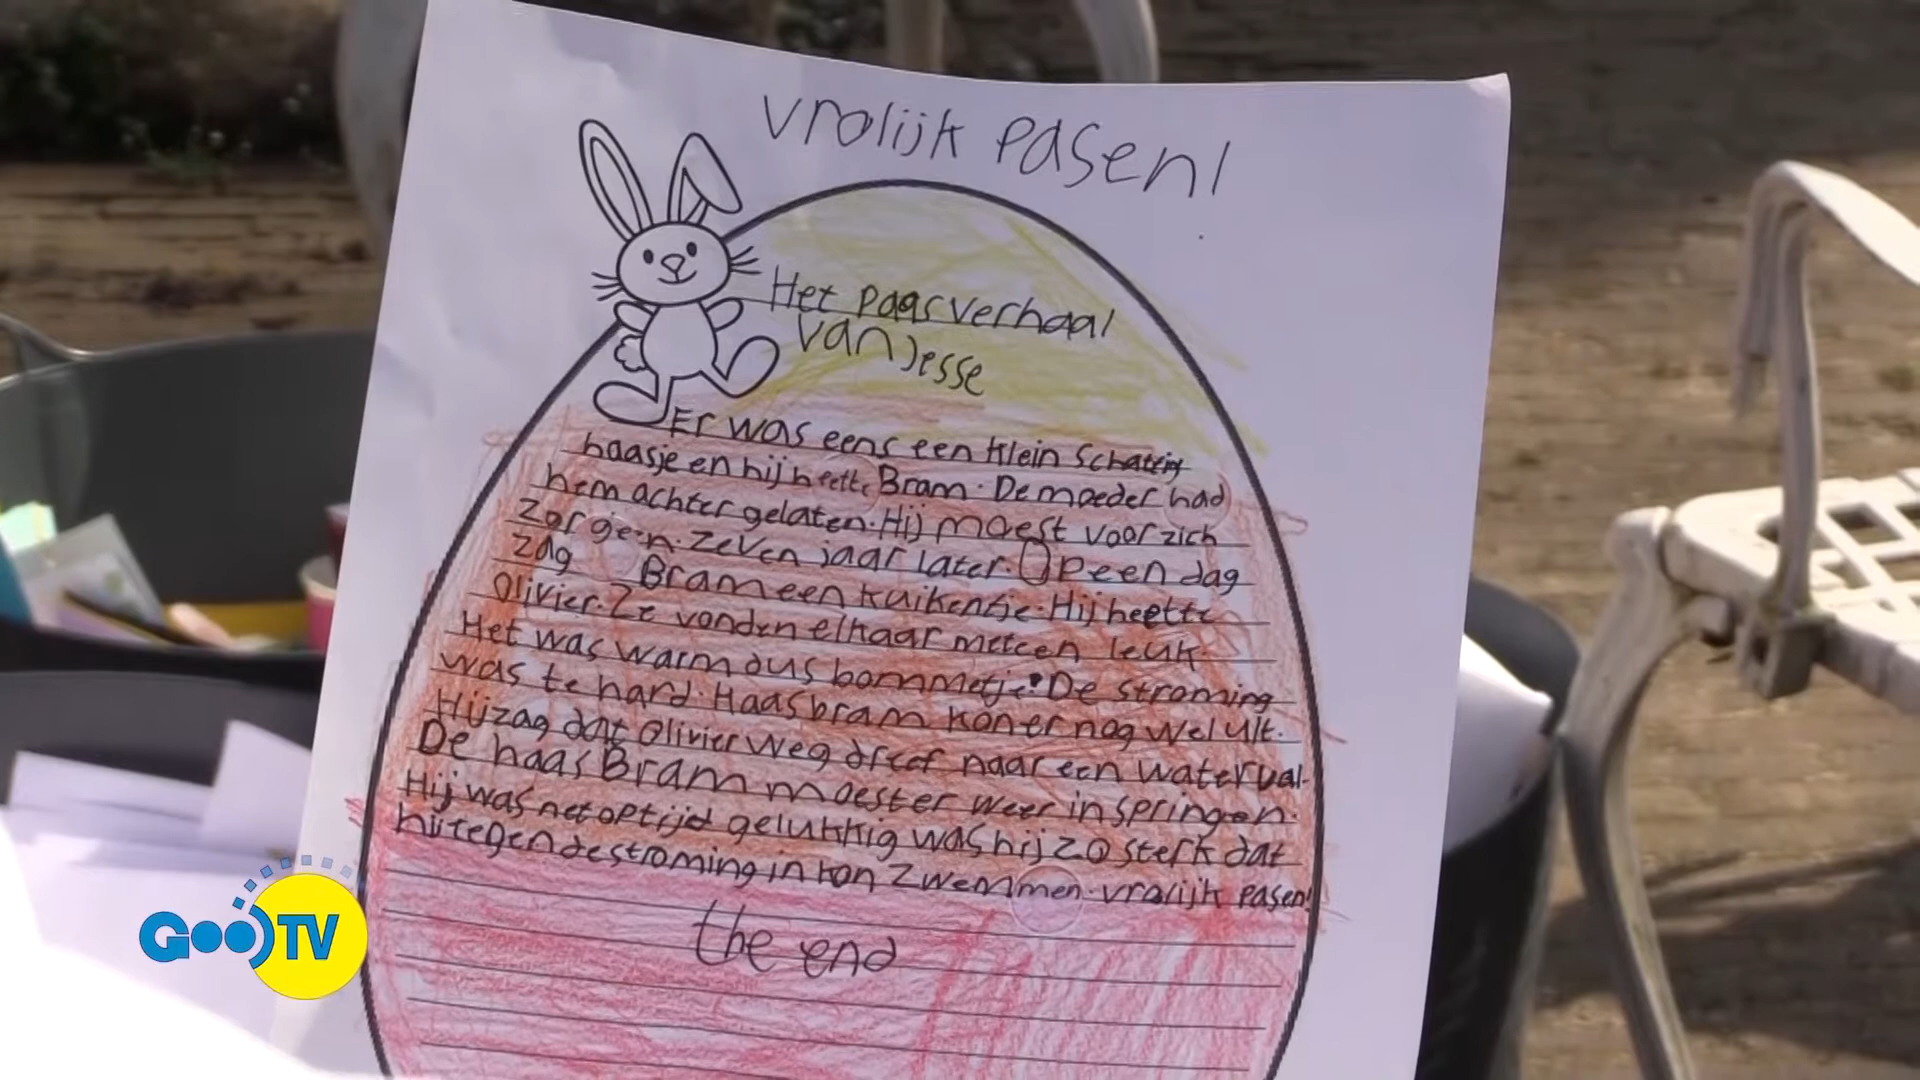 vrolijk pasen!
Het paasverhaal
van Jesse
Er was eens een klein schattig
haasje en hij heette Bram. De moeder had
hem achter gelaten. Hij moest voor zich
zorgen. Zeven jaar later. Op een dag
zag Bram een kuikentje. Hij heette
Olivier. Ze vonden elkaar meteen leuk.
Het was warm dus bommetje! De stroming
was te hard. Haas bram kon er nog wel uit.
Hij zag dat Olivier weg dreef naar een waterval.
De haas Bram moest er weer in springen.
Hij was net op tijd gelukkig was hij zo sterk dat
hij tegen de stroming in kon zwemmen. vrolijk pasen!
the end
GooiTV